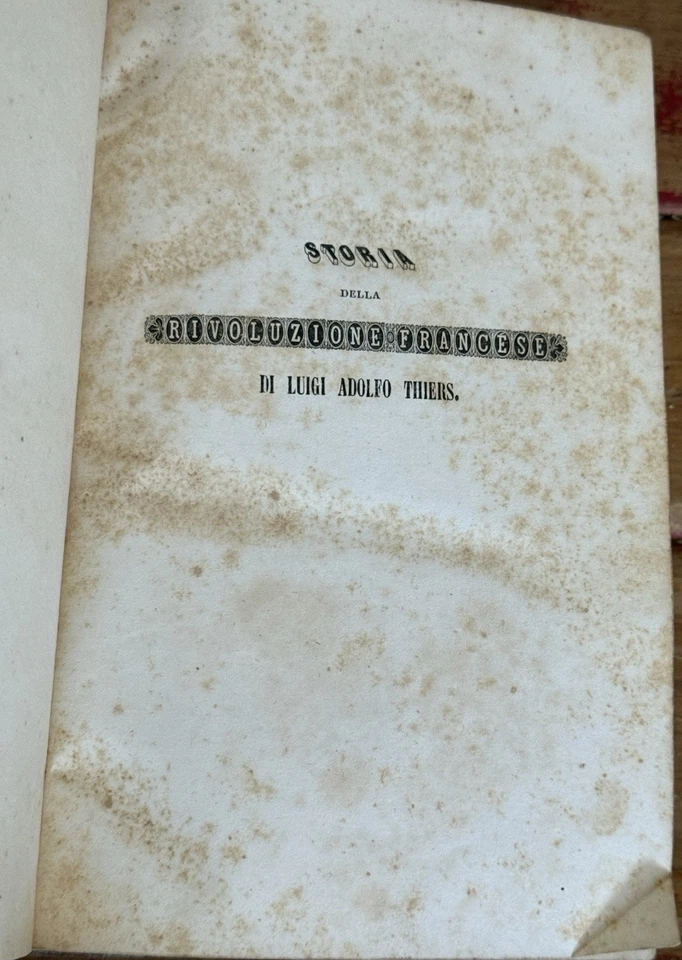 STORIA
DELLA
RIVOLUZIONE FRANCESE
DI LUIGI ADOLFO THIERS.